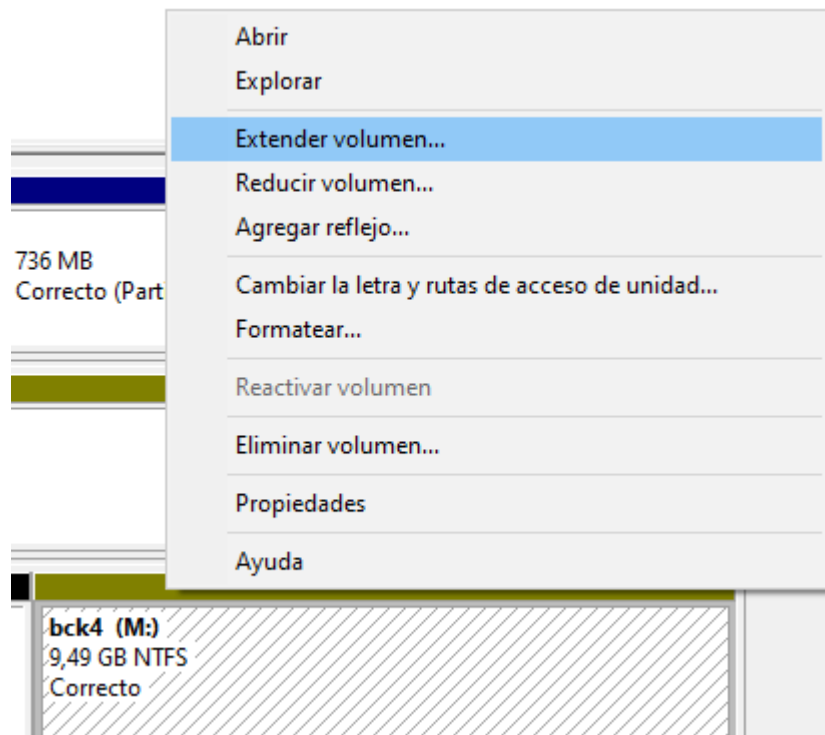 Abrir
Explorar
Extender volumen...
Reducir volumen...
Agregar reflejo...
736 MB
Correcto (Part
Cambiar la letra y rutas de acceso de unidad...
Formatear...
Reactivar volumen
Eliminar volumen...
Propiedades
Ayuda
bck4 (M:)
9,49 GB NTFS
Correcto